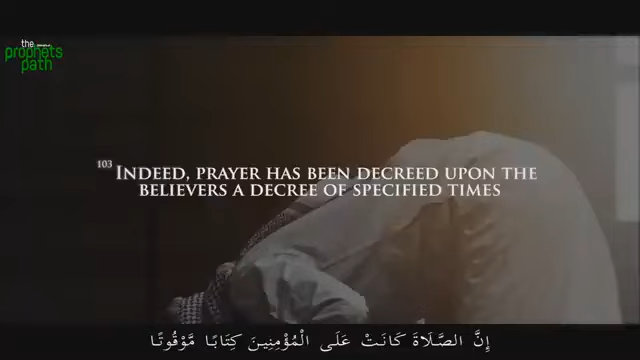 the
prophets
path
103 INDEED, PRAYER HAS BEEN DECREED UPON THE
BELIEVERS A DECREE OF SPECIFIED TIMES
إِنَّ الصَّلَاةَ كَانَتْ عَلَى الْمُؤْمِنِينَ كِتَابًا مَّوْقُوتًا